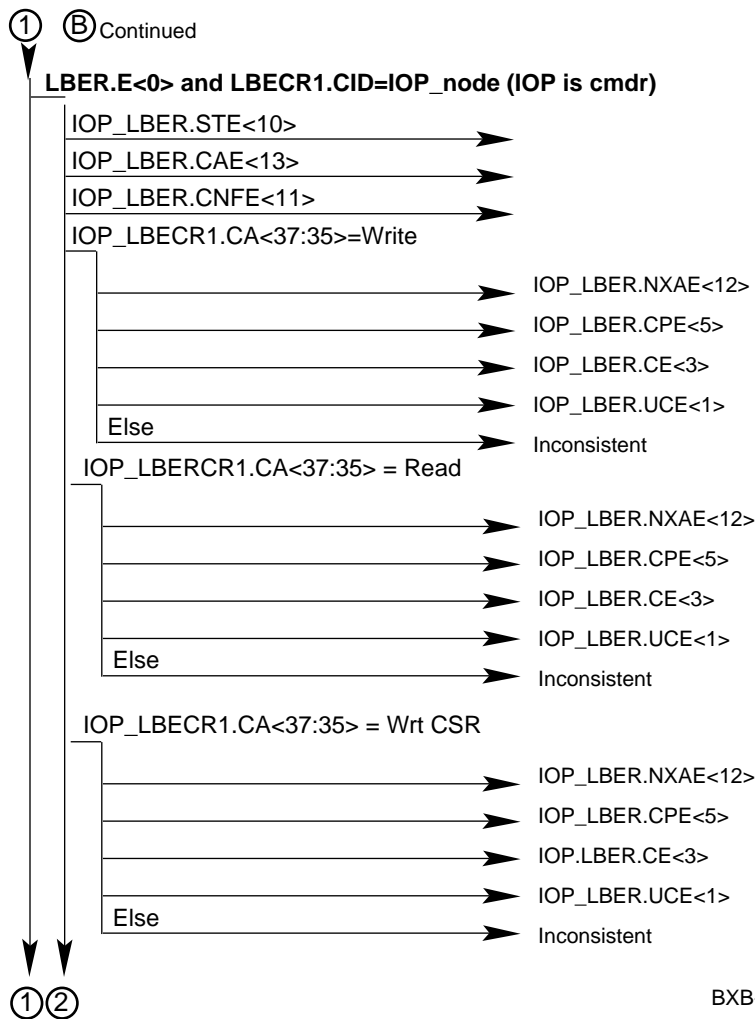 1 B Continued
LBER.E<0> and LBECR1.CID=IOP_node (IOP is cmdr)
IOP_LBER.STE<10>
IOP_LBER.CAE<13>
IOP_LBER.CNFE<11>
IOP_LBECR1.CA<37:35>=Write
IOP_LBER.NXAE<12>
IOP_LBER.CPE<5>
IOP_LBER.CE<3>
IOP_LBER.UCE<1>
Else
Inconsistent
IOP_LBERCR1.CA<37:35> = Read
IOP_LBER.NXAE<12>
IOP_LBER.CPE<5>
IOP_LBER.CE<3>
IOP_LBER.UCE<1>
Else
Inconsistent
IOP_LBECR1.CA<37:35> = Wrt CSR
IOP_LBER.NXAE<12>
IOP_LBER.CPE<5>
IOP.LBER.CE<3>
IOP_LBER.UCE<1>
Else
Inconsistent
1 2
BXB